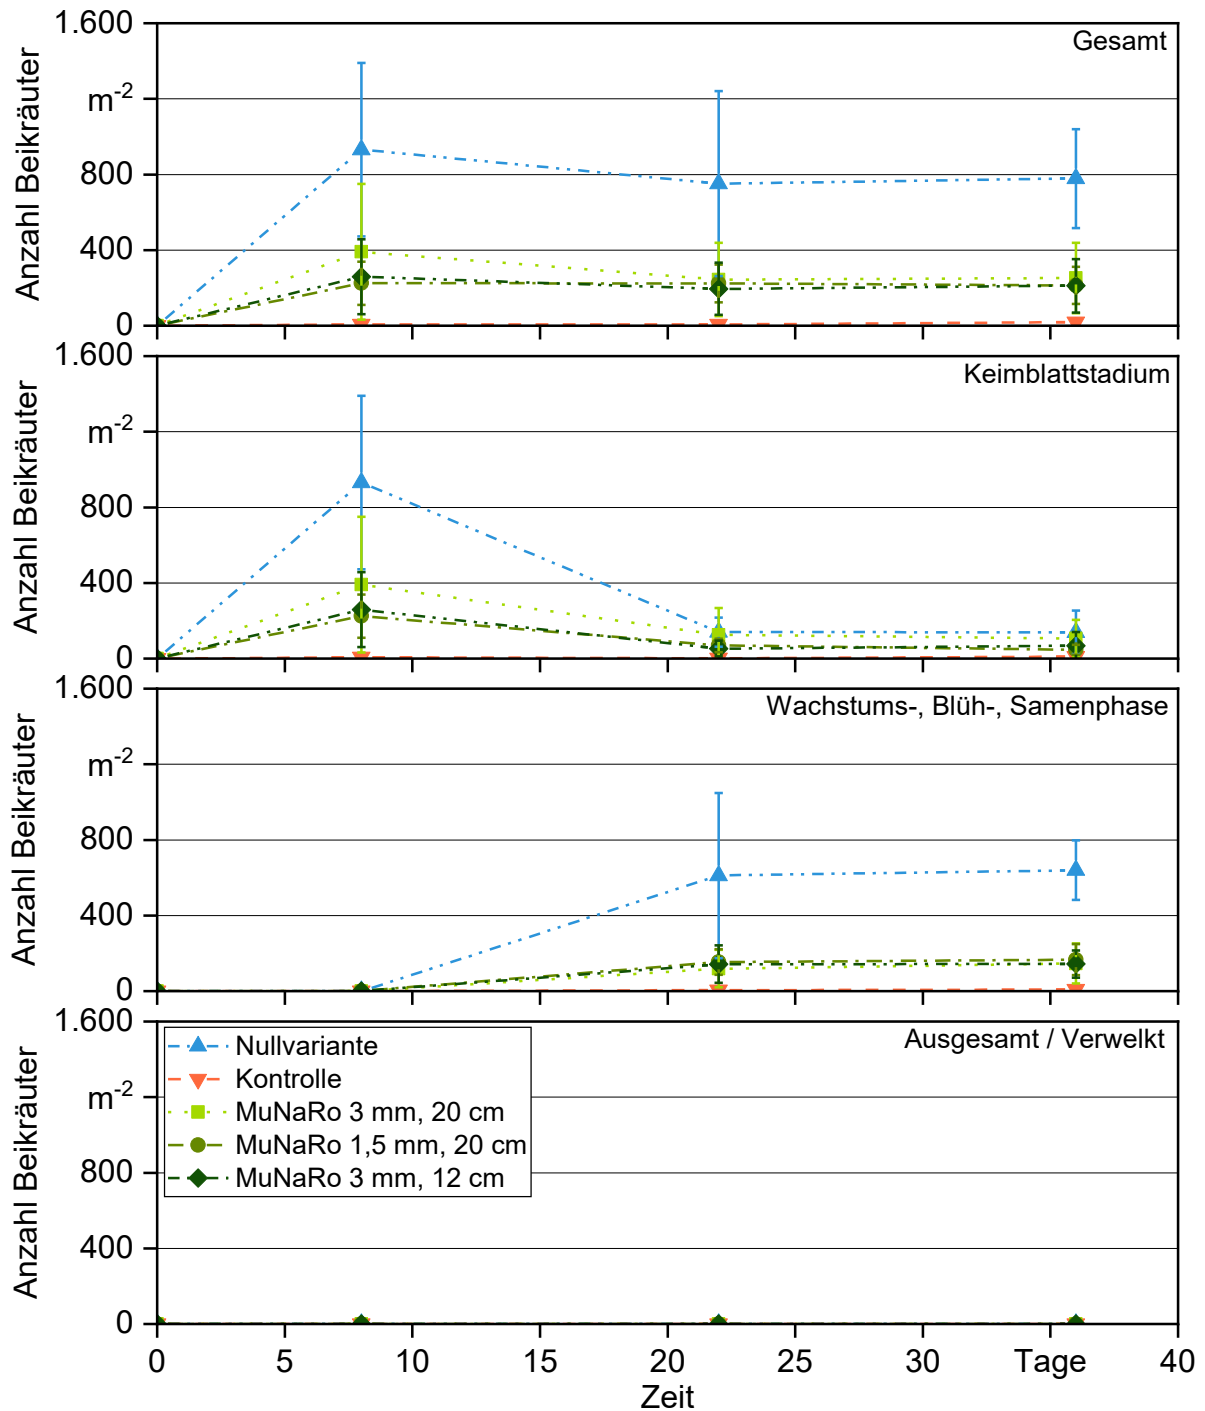 1.600
Gesamt
m-2
800
400
0
Anzahl Beikräuter
1.600
Keimblattstadium
m-2
800
400
0
Anzahl Beikräuter
1.600
Wachstums-, Blüh-, Samenphase
m-2
800
400
0
Anzahl Beikräuter
1.600
Ausgesamt / Verwelkt
m-2
800
400
0
Anzahl Beikräuter
Nullvariante
Kontrolle
MuNaRo 3 mm, 20 cm
MuNaRo 1,5 mm, 20 cm
MuNaRo 3 mm, 12 cm
0 5 10 15 20 25 30 Tage 40
Zeit